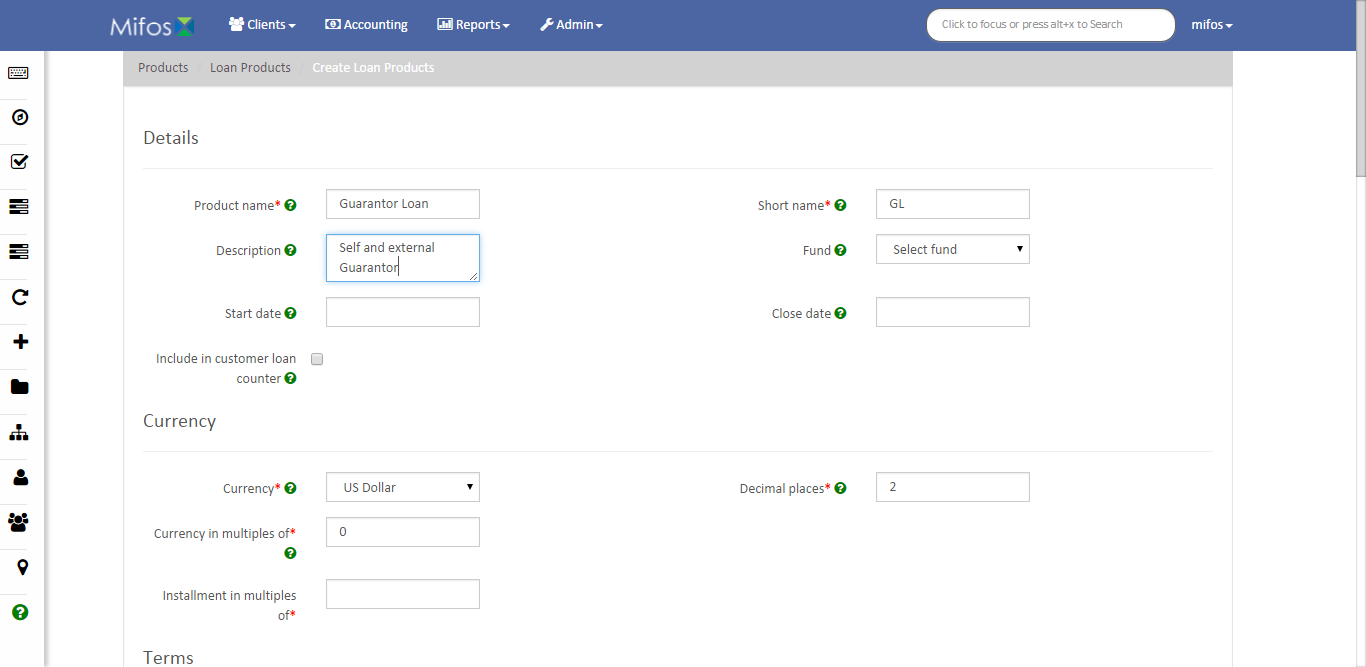 Mifos Clients Accounting Reports Admin Click to focus or press alt+x to Search mifos
Products / Loan Products / Create Loan Products
Details
Product name* Guarantor Loan Short name* GL
Description Self and external Fund Select fund
Guarantor
Start date Close date
Include in customer loan
counter
Currency
Currency* US Dollar Decimal places* 2
Currency in multiples of* 0
Installment in multiples
of*
Terms